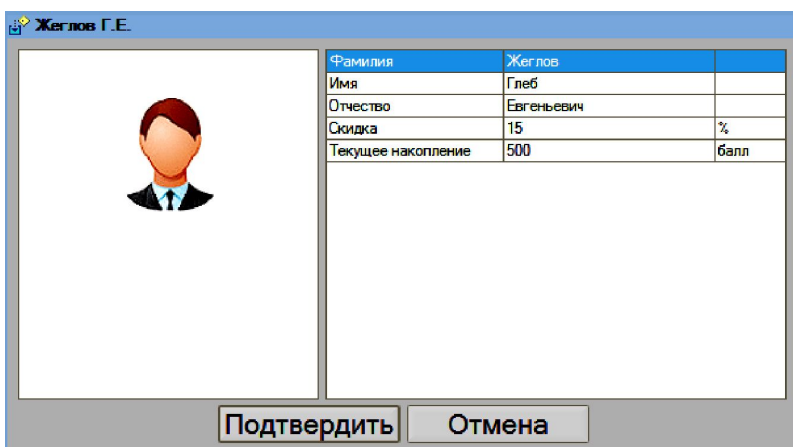 Жеглов Г.Е.
Фамилия Жеглов
Имя Глеб
Отчество Евгеньевич
Скидка 15 %
Текущее накопление 500 балл
Подтвердить Отмена